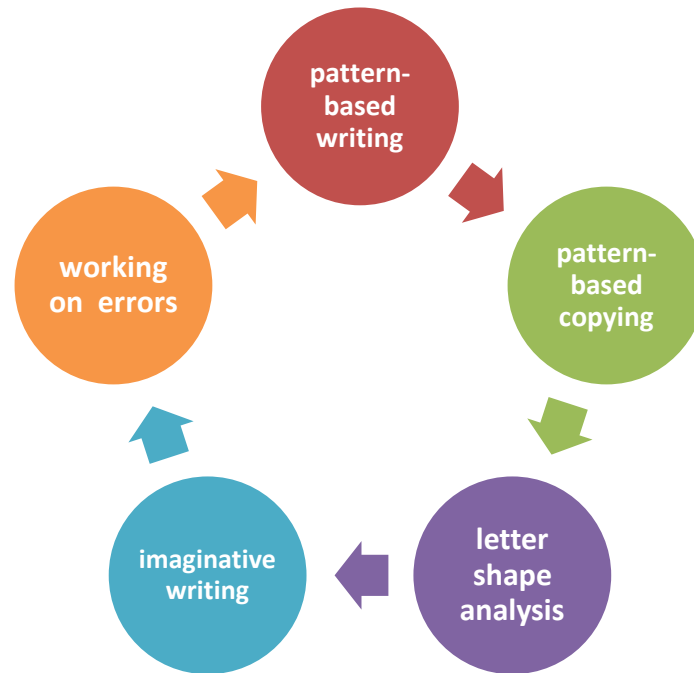 pattern-
based
writing
pattern-
based
copying
letter
shape
analysis
imaginative
writing
working
on errors